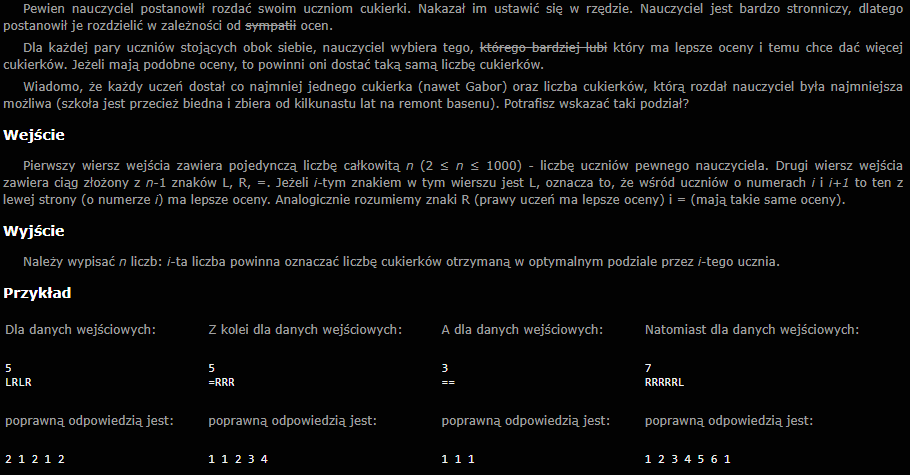 Pewien nauczyciel postanowił rozdać swoim uczniom cukierki. Nakazał im ustawić się w rzędzie. Nauczyciel jest bardzo stronniczy, dlatego
postanowił je rozdzielić w zależności od sympatii ocen.
Dla każdej pary uczniów stojących obok siebie, nauczyciel wybiera tego, którego bardziej lubi który ma lepsze oceny i temu chce dać więcej
cukierków. Jeżeli mają podobne oceny, to powinni oni dostać taką samą liczbę cukierków.
Wiadomo, że każdy uczeń dostał co najmniej jednego cukierka (nawet Gabor) oraz liczba cukierków, którą rozdał nauczyciel była najmniejsza
możliwa (szkoła jest przecież biedna i zbiera od kilkunastu lat na remont basenu). Potrafisz wskazać taki podział?
Wejście
Pierwszy wiersz wejścia zawiera pojedynczą liczbę całkowitą n (2 ≤ n ≤ 1000) - liczbę uczniów pewnego nauczyciela. Drugi wiersz wejścia
zawiera ciąg złożony z n-1 znaków L, R, =. Jeżeli i-tym znakiem w tym wierszu jest L, oznacza to, że wśród uczniów o numerach i i i+1 to ten z
lewej strony (o numerze i) ma lepsze oceny. Analogicznie rozumiemy znaki R (prawy uczeń ma lepsze oceny) i = (mają takie same oceny).
Wyjście
Należy wypisać n liczb: i-ta liczba powinna oznaczać liczbę cukierków otrzymaną w optymalnym podziale przez i-tego ucznia.
Przykład
Dla danych wejściowych: Z kolei dla danych wejściowych: A dla danych wejściowych: Natomiast dla danych wejściowych:
5 5 3 7
LRLR =RRR == RRRRRL
poprawną odpowiedzią jest: poprawną odpowiedzią jest: poprawną odpowiedzią jest: poprawną odpowiedzią jest:
2 1 2 1 2 1 1 2 3 4 1 1 1 1 2 3 4 5 6 1